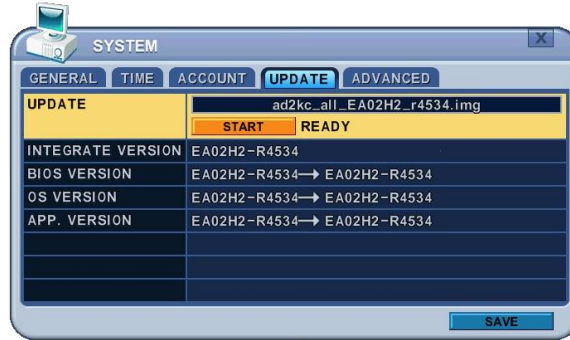 SYSTEM
X
GENERAL TIME ACCOUNT UPDATE ADVANCED
UPDATE ad2kc_all_EA02H2_r4534.img
START READY
INTEGRATE VERSION EA02H2-R4534
BIOS VERSION EA02H2-R4534→ EA02H2-R4534
OS VERSION EA02H2-R4534→ EA02H2-R4534
APP. VERSION EA02H2-R4534→ EA02H2-R4534
SAVE